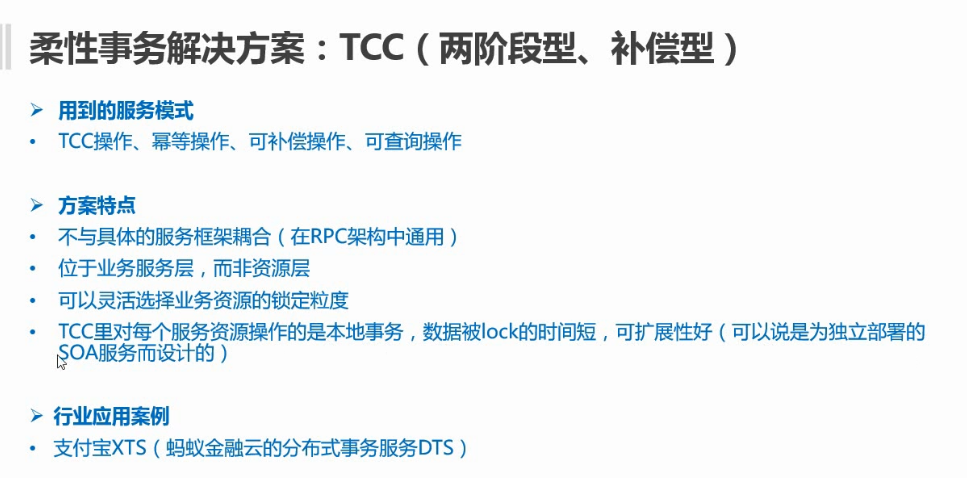 柔性事务解决方案：TCC（两阶段型、补偿型）
➢ 用到的服务模式
• TCC操作、幂等操作、可补偿操作、可查询操作
➢ 方案特点
• 不与具体的服务框架耦合（在RPC架构中通用）
• 位于业务服务层，而非资源层
• 可以灵活选择业务资源的锁定粒度
• TCC里对每个服务资源操作的是本地事务，数据被lock的时间短，可扩展性好（可以说是为独立部署的
SOA服务而设计的）
➢ 行业应用案例
• 支付宝XTS（蚂蚁金融云的分布式事务服务DTS）